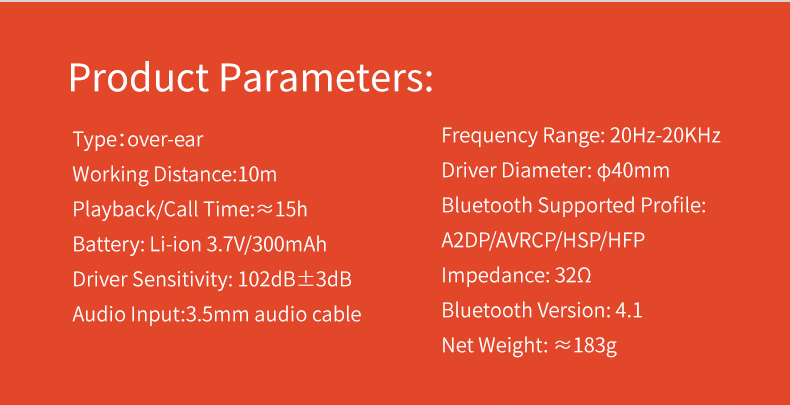 Product Parameters:
Type：over-ear
Working Distance:10m
Playback/Call Time:≈15h
Battery: Li-ion 3.7V/300mAh
Driver Sensitivity: 102dB±3dB
Audio Input:3.5mm audio cable
Frequency Range: 20Hz-20KHz
Driver Diameter: φ40mm
Bluetooth Supported Profile:
A2DP/AVRCP/HSP/HFP
Impedance: 32Ω
Bluetooth Version: 4.1
Net Weight: ≈183g